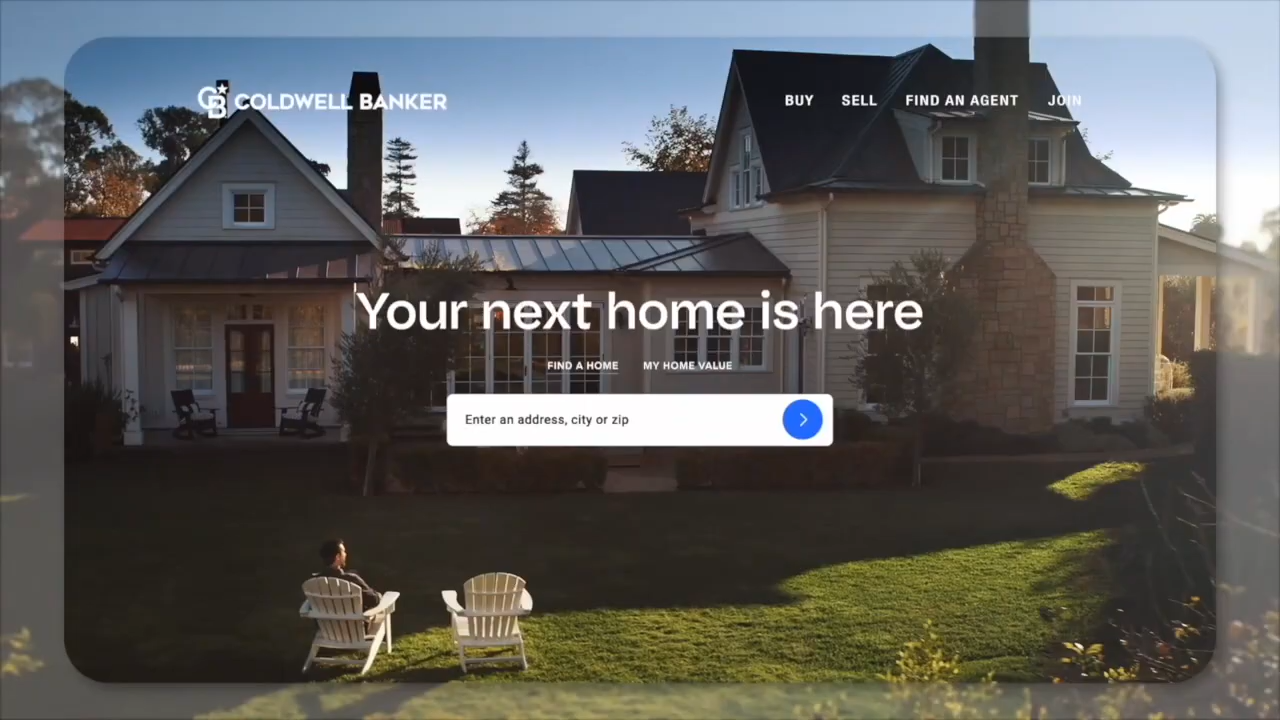 COLDWELL BANKER
BUY SELL FIND AN AGENT JOIN
Your next home is here
FIND A HOME MY HOME VALUE
Enter an address, city or zip